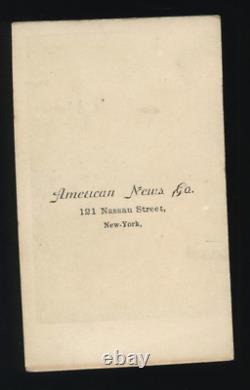 American News Co.
121 Nassau Street,
New-York,
ebay